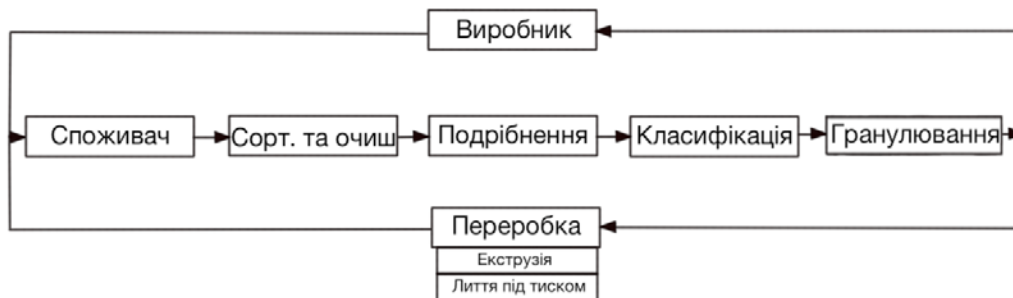 Виробник
Споживач
Сорт. та очиш
Подрібнення
Класифікація
Гранулювання
Переробка
Екструзія
Лиття під тиском